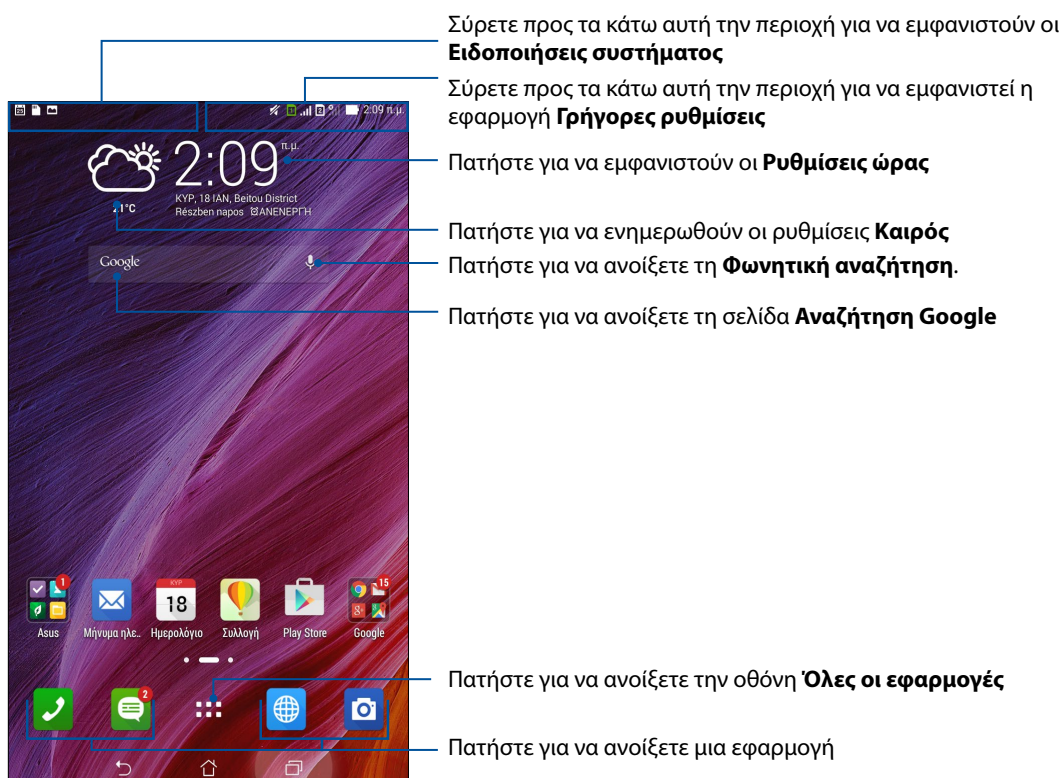 Σύρετε προς τα κάτω αυτή την περιοχή για να εμφανιστούν οι
Ειδοποιήσεις συστήματος
Σύρετε προς τα κάτω αυτή την περιοχή για να εμφανιστεί η
εφαρμογή Γρήγορες ρυθμίσεις
2:09 π.μ.
π.μ.
2:09
Πατήστε για να εμφανιστούν οι Ρυθμίσεις ώρας
ΚΥΡ, 18 ΙΑΝ, Beitou District
21°C
Részben napos ΑΝΕΝΕΡΓΗ
Πατήστε για να ενημερωθούν οι ρυθμίσεις Καιρός
Google
Πατήστε για να ανοίξετε τη Φωνητική αναζήτηση.
Πατήστε για να ανοίξετε τη σελίδα Αναζήτηση Google
1
ΚΥΡ
18
15
Asus
Μήνυμα ηλε..
Ημερολόγιο
Συλλογή
Play Store
Google
Πατήστε για να ανοίξετε την οθόνη Όλες οι εφαρμογές
2
Πατήστε για να ανοίξετε μια εφαρμογή